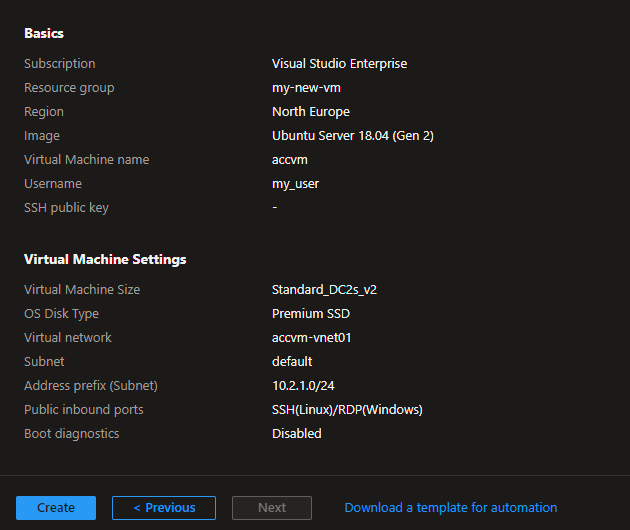 Basics
Subscription Visual Studio Enterprise
Resource group my-new-vm
Region North Europe
Image Ubuntu Server 18.04 (Gen 2)
Virtual Machine name accvm
Username my_user
SSH public key -
Virtual Machine Settings
Virtual Machine Size Standard_DC2s_v2
OS Disk Type Premium SSD
Virtual network accvm-vnet01
Subnet default
Address prefix (Subnet) 10.2.1.0/24
Public inbound ports SSH(Linux)/RDP(Windows)
Boot diagnostics Disabled
Create < Previous Next Download a template for automation